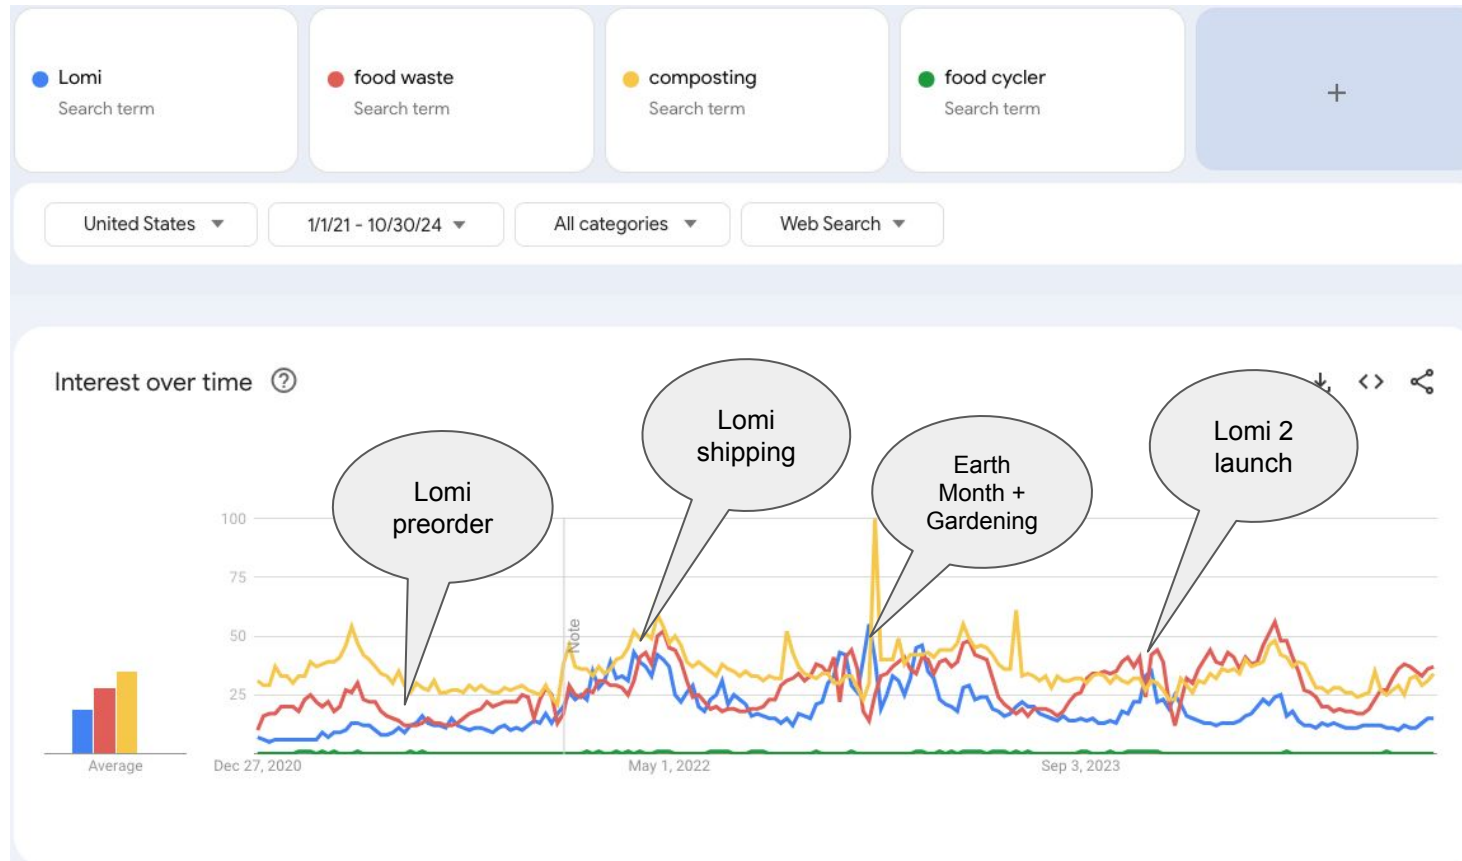 Lomi
Search term
food waste
Search term
composting
Search term
food cycler
Search term
+
United States
1/1/21 - 10/30/24
All categories
Web Search
Interest over time
?
Lomi
preorder
Lomi
shipping
Earth
Month +
Gardening
Lomi 2
launch
100
75
50
25
Note
Average
Dec 27, 2020
May 1, 2022
Sep 3, 2023